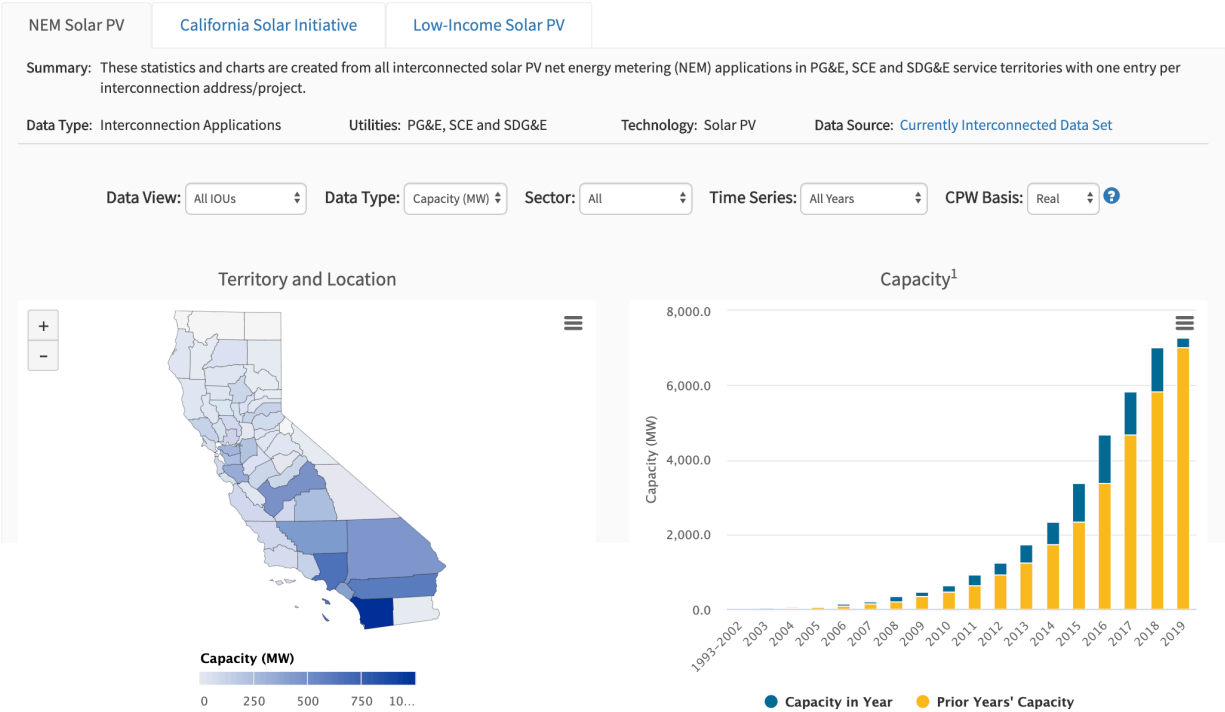 NEM Solar PV
California Solar Initiative
Low-Income Solar PV
Summary: These statistics and charts are created from all interconnected solar PV net energy metering (NEM) applications in PG&E, SCE and SDG&E service territories with one entry per
interconnection address/project.
Data Type: Interconnection Applications Utilities: PG&E, SCE and SDG&E Technology: Solar PV Data Source: Currently Interconnected Data Set
Data View: All IOUs Data Type: Capacity (MW) Sector: All Time Series: All Years CPW Basis: Real ?
Territory and Location
+
-
Capacity (MW)
0 250 500 750 10...
Capacity1
8,000.0
6,000.0
4,000.0
2,000.0
0.0
Capacity (MW)
1993-2002 2003 2004 2005 2006 2007 2008 2009 2010 2011 2012 2013 2014 2015 2016 2017 2018 2019
Capacity in Year Prior Years' Capacity